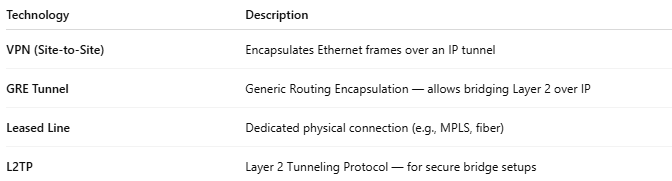 Technology Description
VPN (Site-to-Site) Encapsulates Ethernet frames over an IP tunnel
GRE Tunnel Generic Routing Encapsulation — allows bridging Layer 2 over IP
Leased Line Dedicated physical connection (e.g., MPLS, fiber)
L2TP Layer 2 Tunneling Protocol — for secure bridge setups